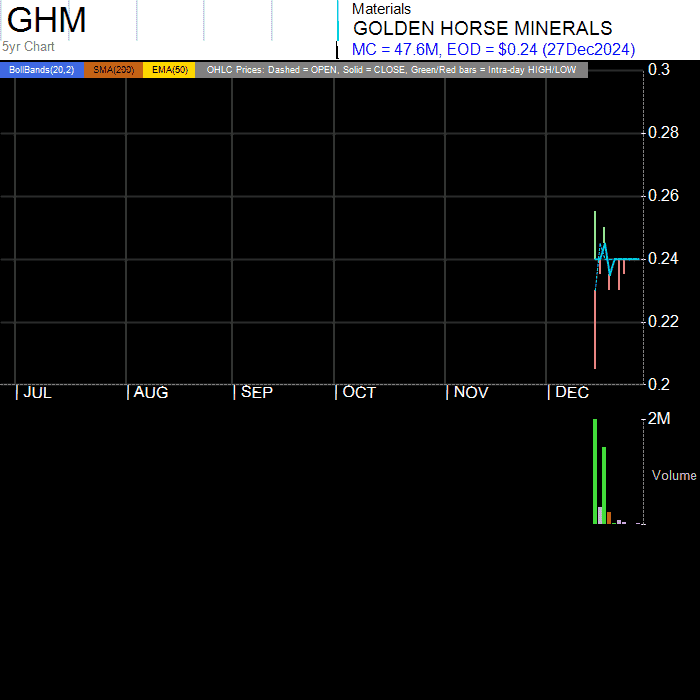 GHM
5yr Chart
Materials
GOLDEN HORSE MINERALS
MC = 47.6M, EOD = $0.24 (27Dec2024)
BollBands(20,2) SMA(200) EMA(50) OHLC Prices: Dashed = OPEN, Solid = CLOSE, Green/Red bars = Intra-day HIGH/LOW
0.3
0.28
0.26
0.24
0.22
0.2
JUL AUG SEP OCT NOV DEC
2M
Volume